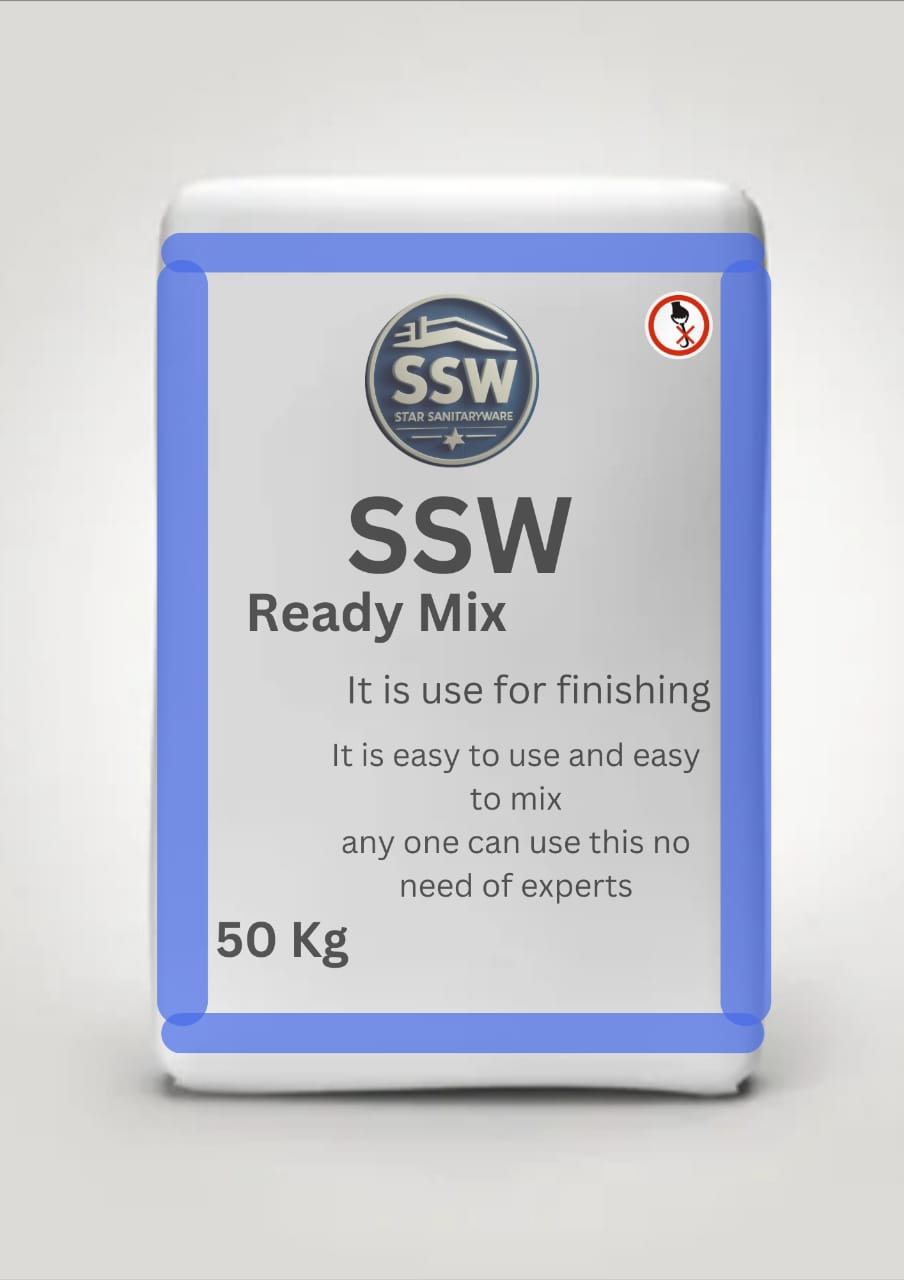 SSW
STAR SANITARYWARE
SSW
Ready Mix
It is use for finishing
It is easy to use and easy
to mix
any one can use this no
need of experts
50 Kg